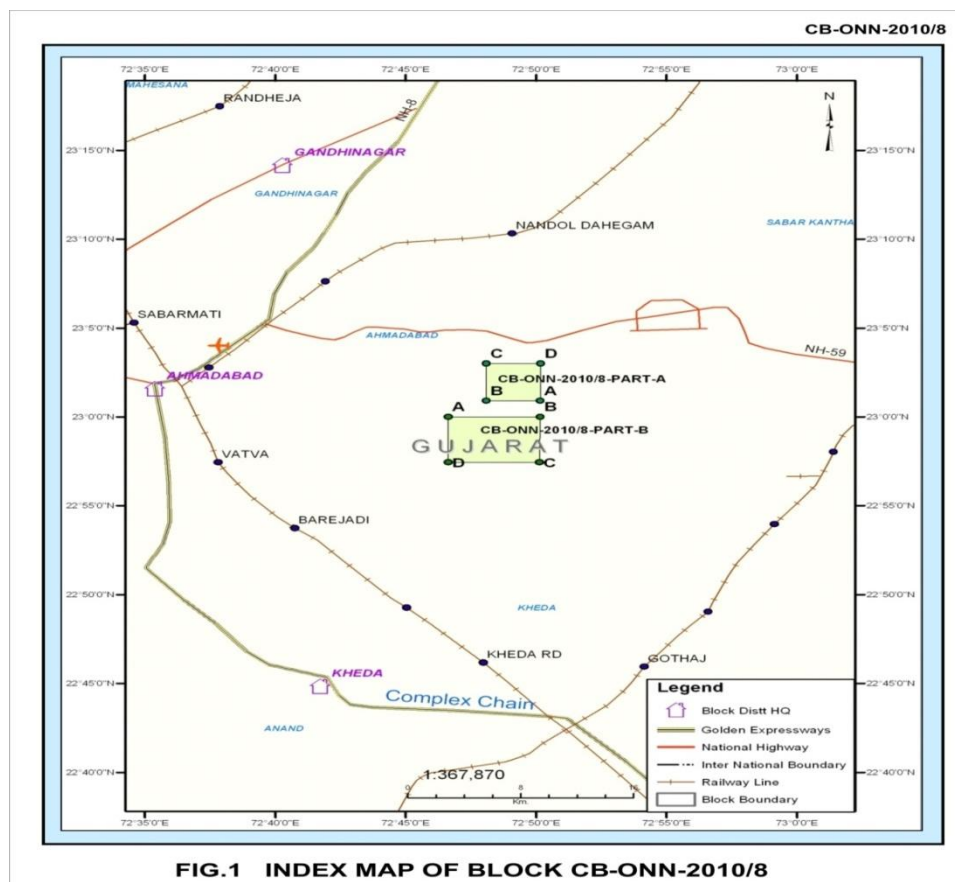 CB-ONN-2010/8
72°35'0"E 72°40'0"E 72°45'0"E 72°50'0"E 72°55'0"E 73°0'0"E
MAHESANA
RANDHEJA
NH-8
N
23°15'0"N 23°15'0"N
GANDHINAGAR
GANDHINAGAR
SABAR KANTHA
NANDOL DAHEGAM
23°10'0"N 23°10'0"N
SABARMATI
23°5'0"N 23°5'0"N
AHMADABAD
NH-59
C D
AHMADABAD
CB-ONN-2010/8-PART-A
B A
A B
23°0'0"N 23°0'0"N
CB-ONN-2010/8-PART-B
GUJARAT
VATVA
D C
22°55'0"N 22°55'0"N
BAREJADI
22°50'0"N 22°50'0"N
KHEDA
KHEDA RD
GOTHAJ
KHEDA
22°45'0"N 22°45'0"N
Complex Chain
ANAND
Legend
Block Distt HQ
Golden Expressways
National Highway
Inter National Boundary
Railway Line
Block Boundary
22°40'0"N 22°40'0"N
1:367,870
0 8 16
Km.
72°35'0"E 72°40'0"E 72°45'0"E 72°50'0"E 72°55'0"E 73°0'0"E
FIG.1 INDEX MAP OF BLOCK CB-ONN-2010/8